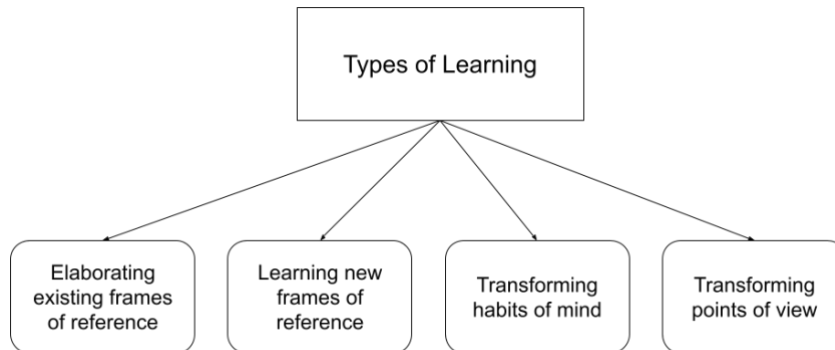 Types of Learning
Elaborating
existing frames
of reference
Learning new
frames of
reference
Transforming
habits of mind
Transforming
points of view